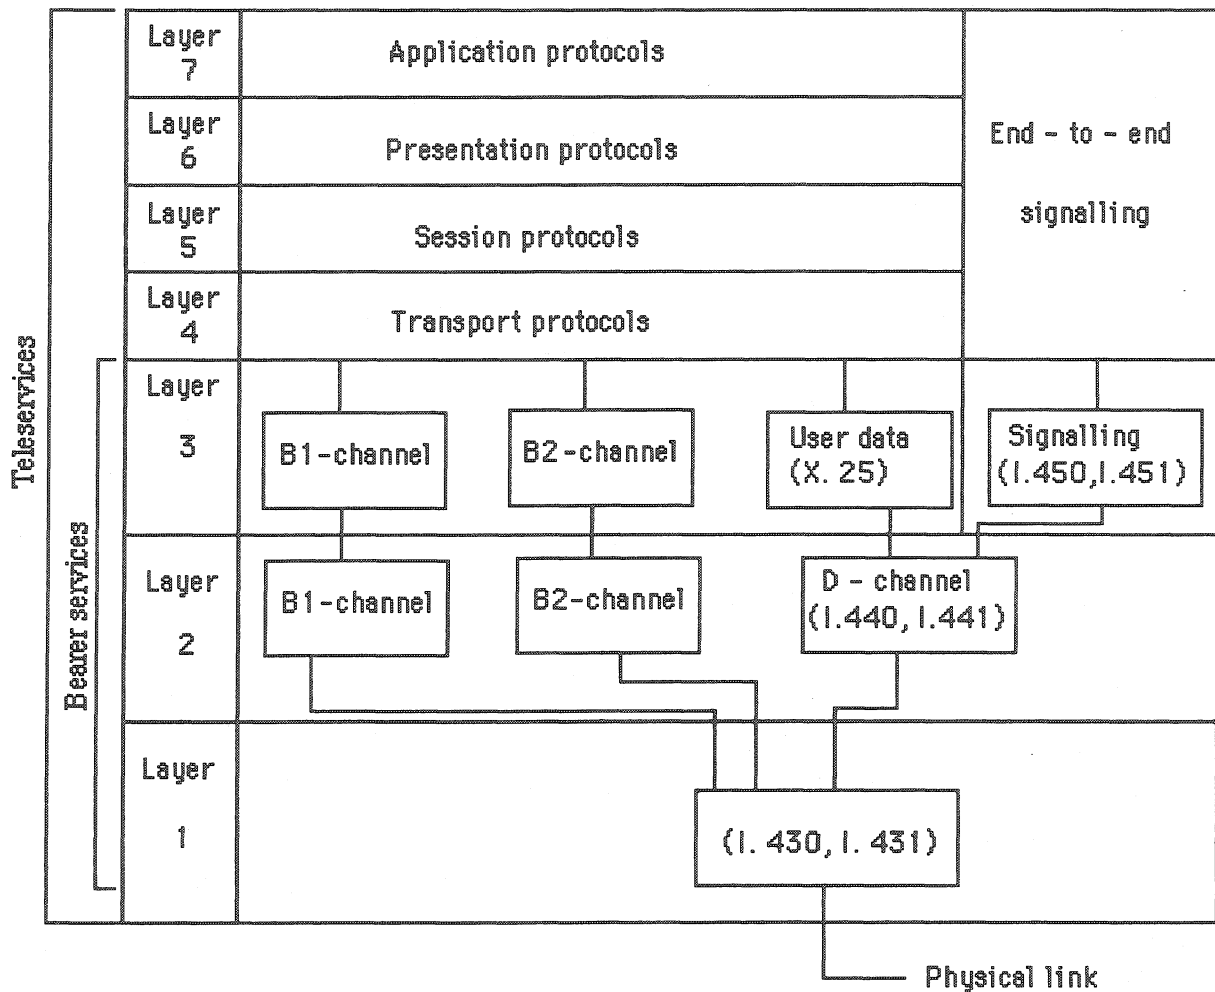 Layer
7
Application protocols
Layer
6
Presentation protocols
End - to - end
signalling
Layer
5
Session protocols
Layer
4
Transport protocols
Teleservices
Bearer services
Layer
3
B1-channel
B2-channel
User data
(X. 25)
Signalling
(I.450,I.451)
Layer
2
B1-channel
B2-channel
D - channel
(I.440, I.441)
Layer
1
(I. 430, I. 431)
Physical link